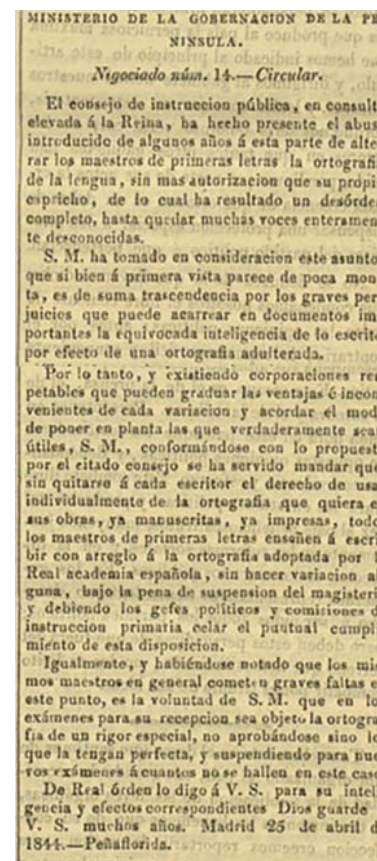 MINISTERIO DE LA GOBERNACION DE LA PE
NINSULA.
Negociado núm. 14.—Circular.
El consejo de instruccion pública, en consult
elevada á la Reina, ha hecho presente el abus
introducido de algunos años á esta parte de alte
rar los maestros de primeras letras la ortografi
de la lengua, sin mas autorizacion que su propi
capricho, de lo cual ha resultado un desórde
completo, hasta quedar muchas voces enteramen
te desconocidas.
S. M. ha tomado en consideracion este asunto
que si bien á primera vista parece de poca mon
ta, es de suma trascendencia por los graves per
juicios que puede acarrear en documentos im
portantes la equivocada inteligencia de lo escrito
por efecto de una ortografia adulterada.
Por lo tanto, y existiendo corporaciones res
petables que pueden graduar las ventajas é incon
venientes de cada variacion y acordar el mod
de poner en planta las que verdaderamente sean
útiles, S. M., conformándose con lo propuest
por el citado consejo se ha servido mandar que
sin quitarse á cada escritor el derecho de usa
individualmente de la ortografia que quiera e
sus obras, ya manuscritas, ya impresas, todo
los maestros de primeras letras enseñen á escri
bir con arreglo á la ortografia adoptada por l
Real academia española, sin hacer variacion al
guna, bajo la pena de suspension del magisteri
y debiendo los gefes políticos y comisiones d
instruccion primaria celar el puntual cumpli
miento de esta disposicion.
Igualmente, y habiéndose notado que los mis
mos maestros en general cometen graves faltas e
este punto, es la voluntad de S. M. que en lo
exámenes para su recepcion sea objeto la ortogra
fia de un rigor especial, no aprobándose sino lo
que la tengan perfecta, y suspendiendo para nue
vos exámenes á cuantos no se hallen en este caso
De Real órden lo digo á V. S. para su inteli
gencia y efectos correspondientes Dios guarde
V. S. muchos años. Madrid 25 de abril d
1844.—Peñaflorida.